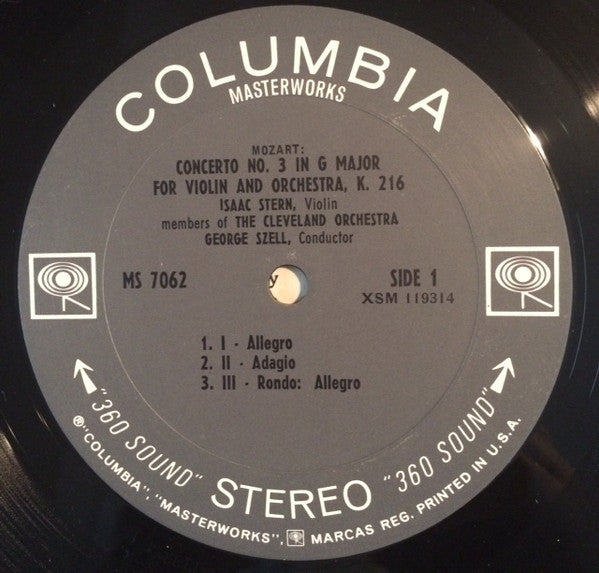 COLUMBIA
MASTERWORKS
MOZART:
CONCERTO NO. 3 IN G MAJOR
FOR VIOLIN AND ORCHESTRA, K. 216
ISAAC STERN, Violin
members of THE CLEVELAND ORCHESTRA
GEORGE SZELL, Conductor
MS 7062
y
SIDE 1
XSM 119314
1. I - Allegro
2. II - Adagio
3. III - Rondo: Allegro
"360 SOUND" STEREO "360 SOUND"
®"COLUMBIA", "MASTERWORKS", MARCAS REG. PRINTED IN U.S.A.